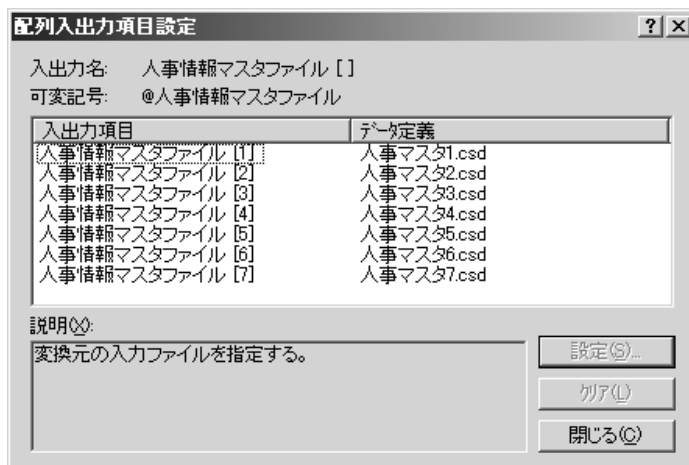 配列入出力項目設定
入出力名: 人事情報マスタファイル [ ]
可変記号: @人事情報マスタファイル
入出力項目 データ定義
人事情報マスタファイル [1] 人事マスタ1.csd
人事情報マスタファイル [2] 人事マスタ2.csd
人事情報マスタファイル [3] 人事マスタ3.csd
人事情報マスタファイル [4] 人事マスタ4.csd
人事情報マスタファイル [5] 人事マスタ5.csd
人事情報マスタファイル [6] 人事マスタ6.csd
人事情報マスタファイル [7] 人事マスタ7.csd
説明(X):
変換元の入力ファイルを指定する。
設定(S)...
クリア(L)
閉じる(C)